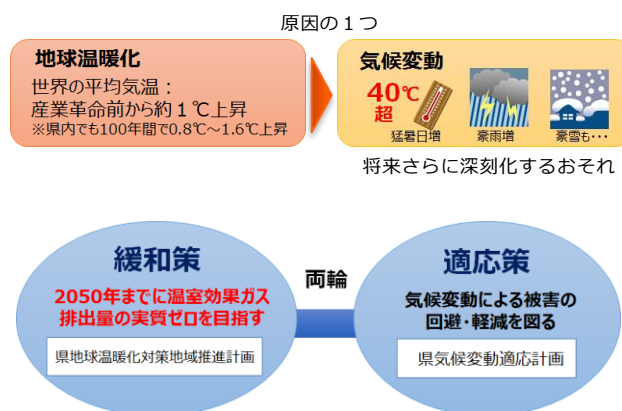 原因の１つ
地球温暖化
世界の平均気温：
産業革命前から約１℃上昇
※県内でも100年間で0.8℃～1.6℃上昇
気候変動
40℃
超
猛暑日増
豪雨増
豪雪も･･･
将来さらに深刻化するおそれ
緩和策
2050年までに温室効果ガス
排出量の実質ゼロを目指す
県地球温暖化対策地域推進計画
両輪
適応策
気候変動による被害の
回避・軽減を図る
県気候変動適応計画